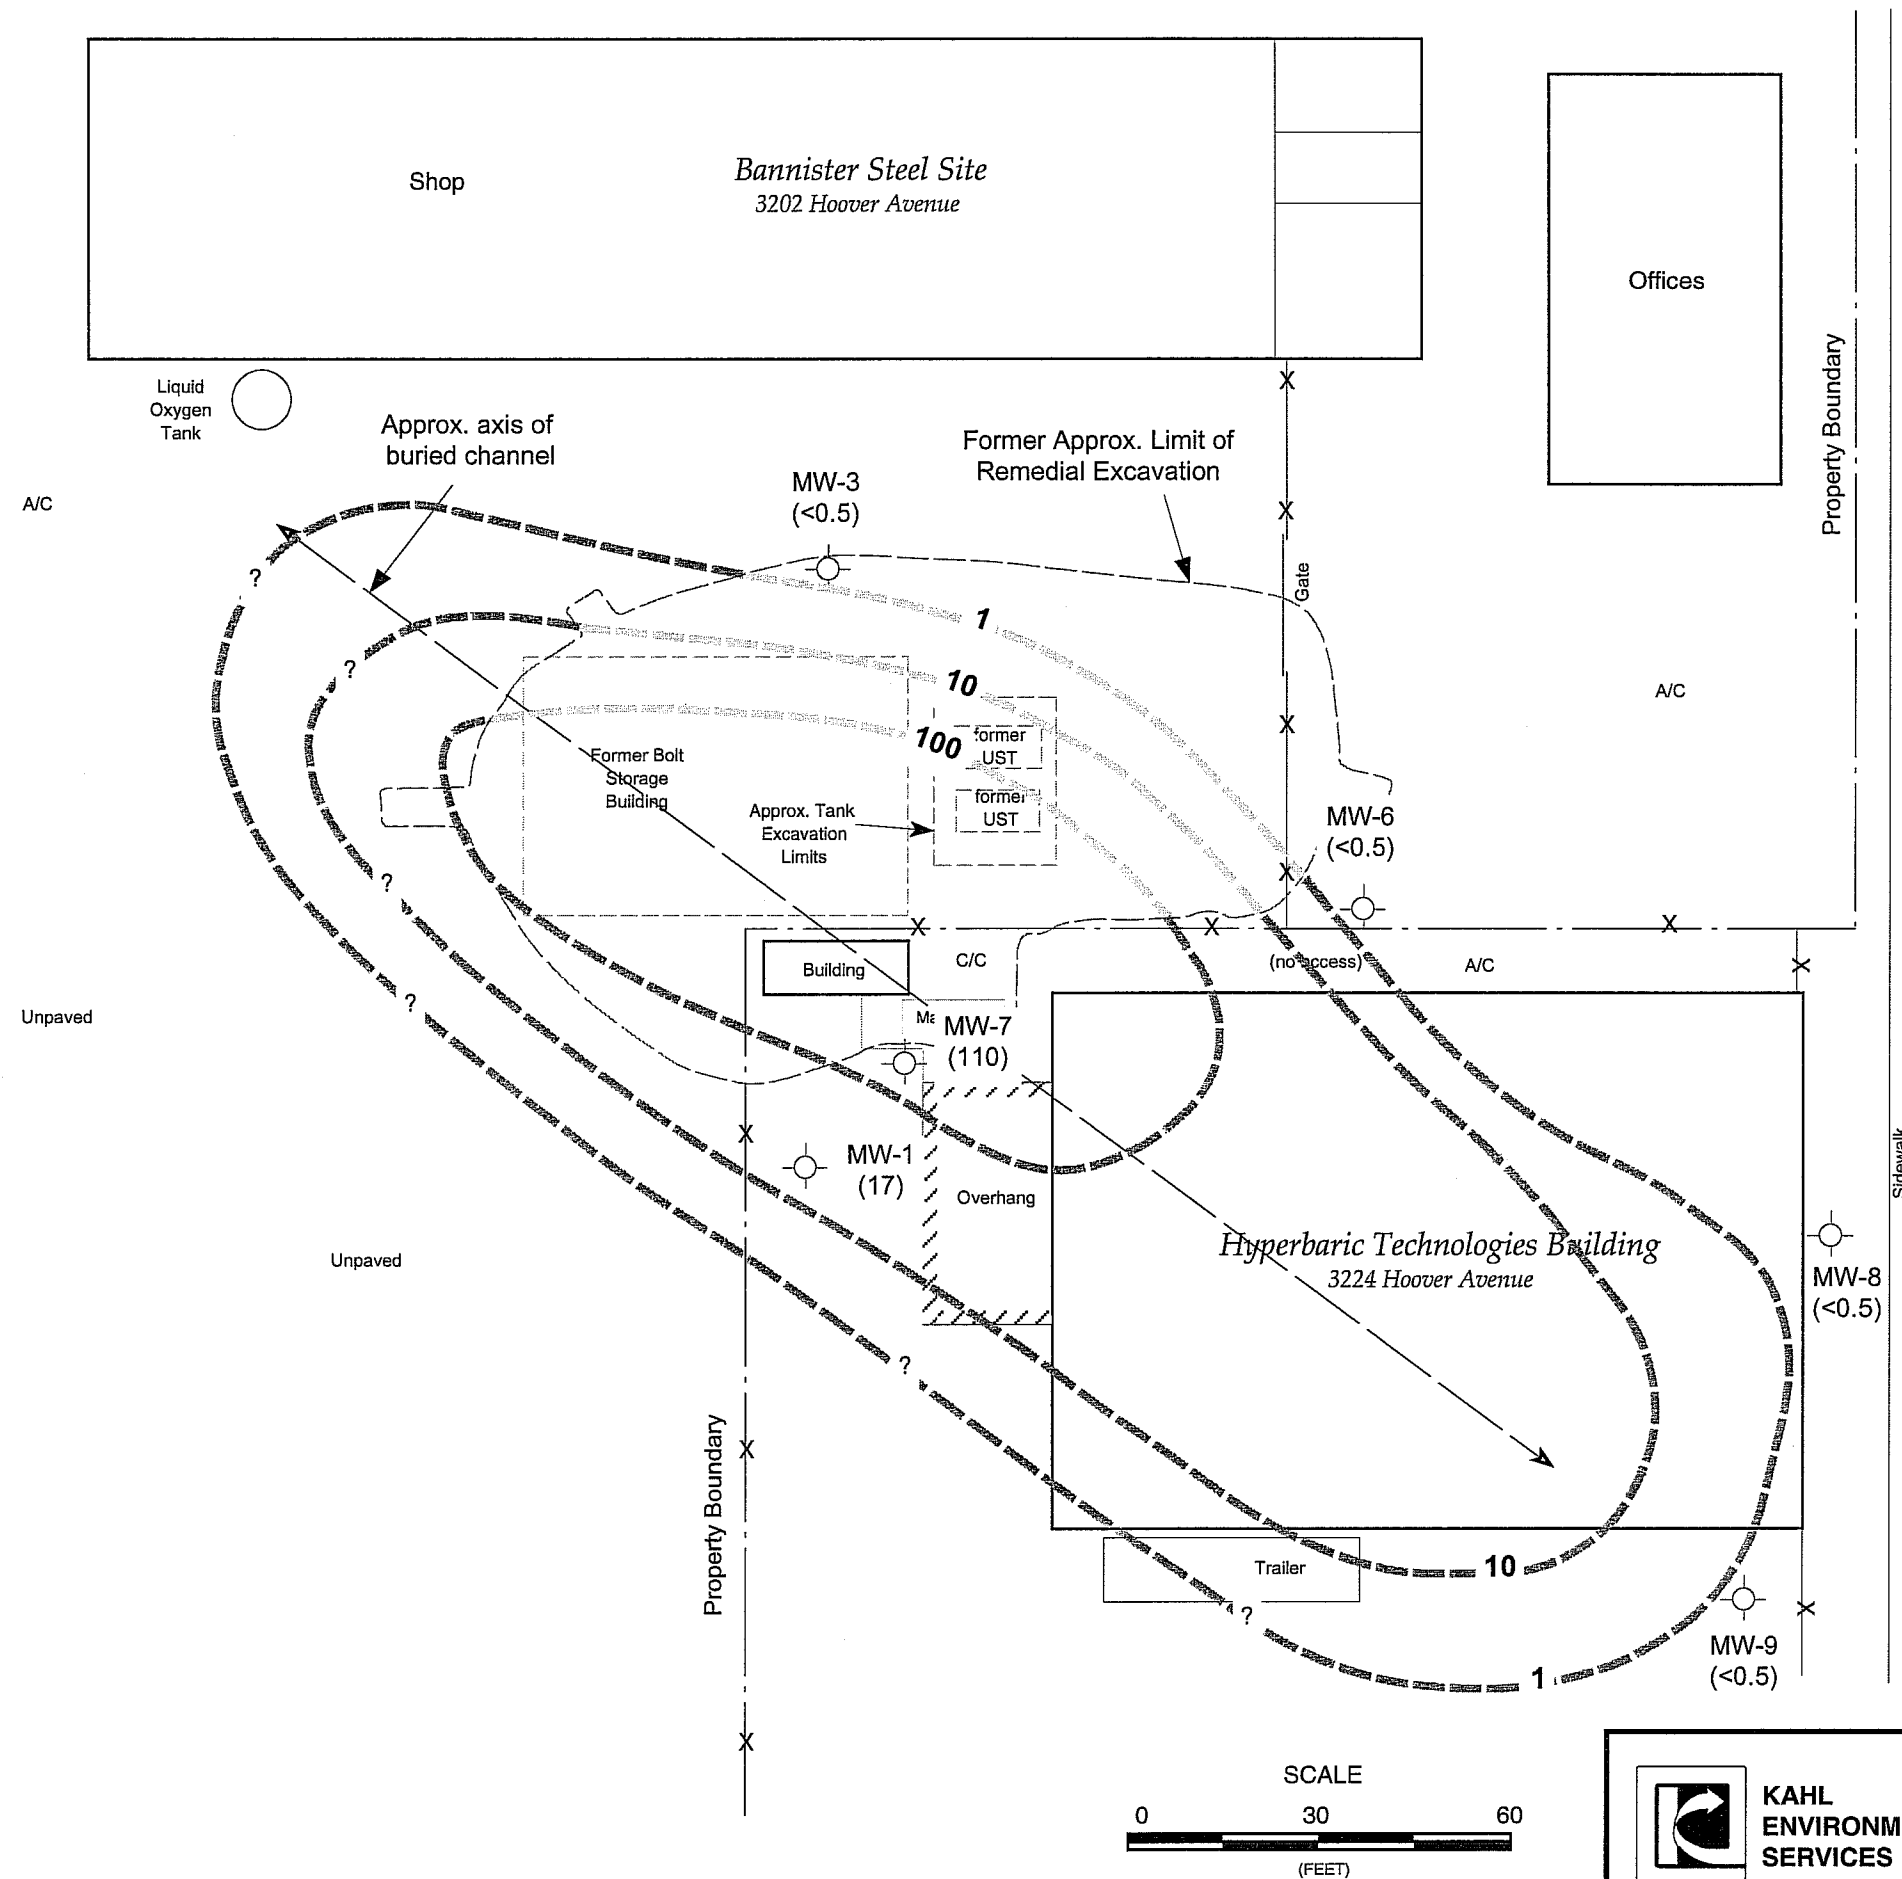 Shop
Bannister Steel Site
3202 Hoover Avenue
Offices
Property Boundary
Liquid
Oxygen
Tank
Approx. axis of
buried channel
Former Approx. Limit of
Remedial Excavation
MW-3
(<0.5)
A/C
X
X
?
Gate
1
?
10
A/C
X
100
former
UST
Former Bolt
Storage
Building
former
UST
Approx. Tank
Excavation
Limits
MW-6
(<0.5)
X
?
X
X
X
(no access)
A/C
X
Building
C/C
?
Unpaved
MW-7
(110)
X
X
MW-1
(17)
Sidewalk
Overhang
Unpaved
Hyperbaric Technologies Building
3224 Hoover Avenue
MW-8
(<0.5)
?
Property Boundary
X
10
Trailer
?
X
MW-9
(<0.5)
1
X
SCALE
0 30 60
(FEET)
KAHL
ENVIRONM
SERVICES